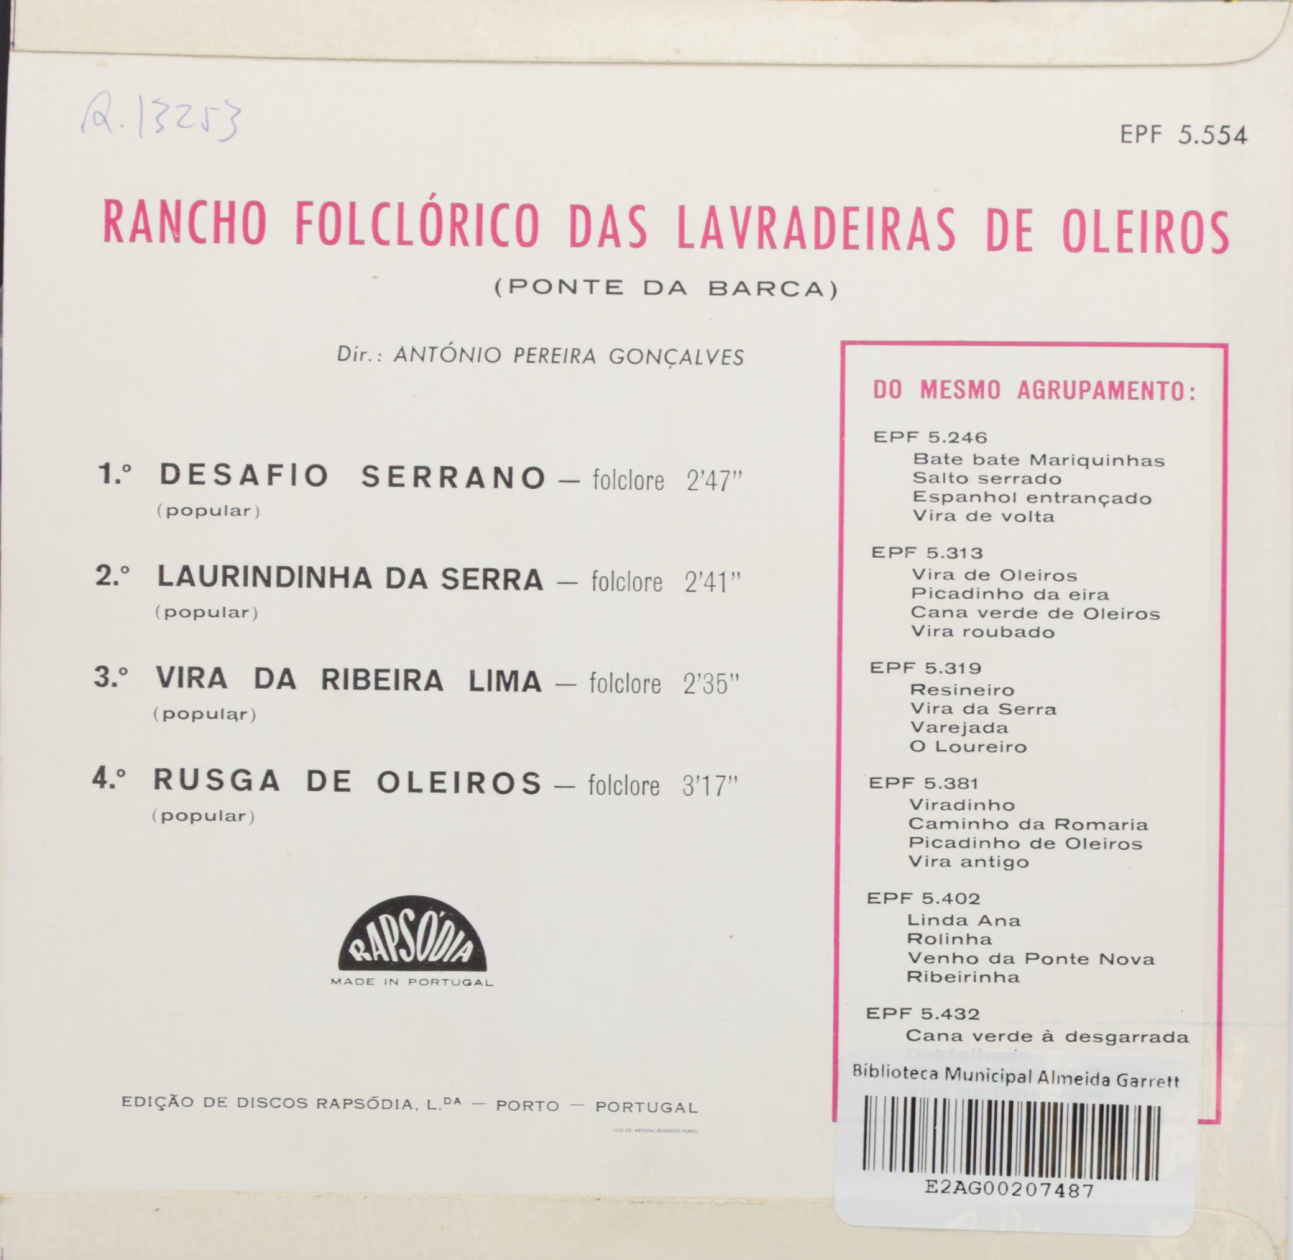 R.13253
EPF 5.554
RANCHO FOLCLÓRICO DAS LAVRADEIRAS DE OLEIROS
(PONTE DA BARCA)
Dir.: ANTÓNIO PEREIRA GONÇALVES
1.º DESAFIO SERRANO — folclore 2'47"
(popular)
2.º LAURINDINHA DA SERRA — folclore 2'41"
(popular)
3.º VIRA DA RIBEIRA LIMA — folclore 2'35"
(popular)
4.º RUSGA DE OLEIROS — folclore 3'17"
(popular)
RAPSÓDIA
MADE IN PORTUGAL
EDIÇÃO DE DISCOS RAPSÓDIA, L.DA — PORTO — PORTUGAL
DO MESMO AGRUPAMENTO:
EPF 5.246
Bate bate Mariquinhas
Salto serrado
Espanhol entrançado
Vira de volta
EPF 5.313
Vira de Oleiros
Picadinho da eira
Cana verde de Oleiros
Vira roubado
EPF 5.319
Resineiro
Vira da Serra
Varejada
O Loureiro
EPF 5.381
Viradinho
Caminho da Romaria
Picadinho de Oleiros
Vira antigo
EPF 5.402
Linda Ana
Rolinha
Venho da Ponte Nova
Ribeirinha
EPF 5.432
Cana verde à desgarrada
Biblioteca Municipal Almeida Garrett
E2AG00207487